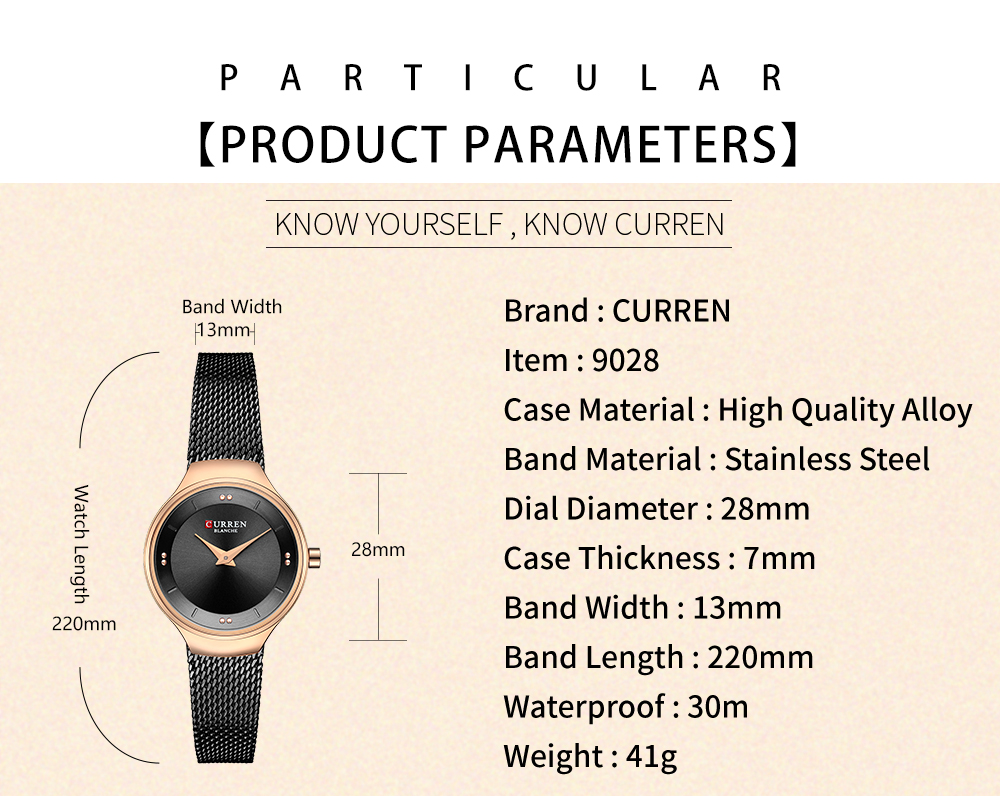 PARTICULAR
【PRODUCT PARAMETERS】
KNOW YOURSELF , KNOW CURREN
Band Width
13mm
Brand : CURREN
Item : 9028
Case Material : High Quality Alloy
Band Material : Stainless Steel
Dial Diameter : 28mm
Case Thickness : 7mm
Band Width : 13mm
Band Length : 220mm
Waterproof : 30m
Weight : 41g
Watch Length
220mm
CURREN
BLANCHE
28mm